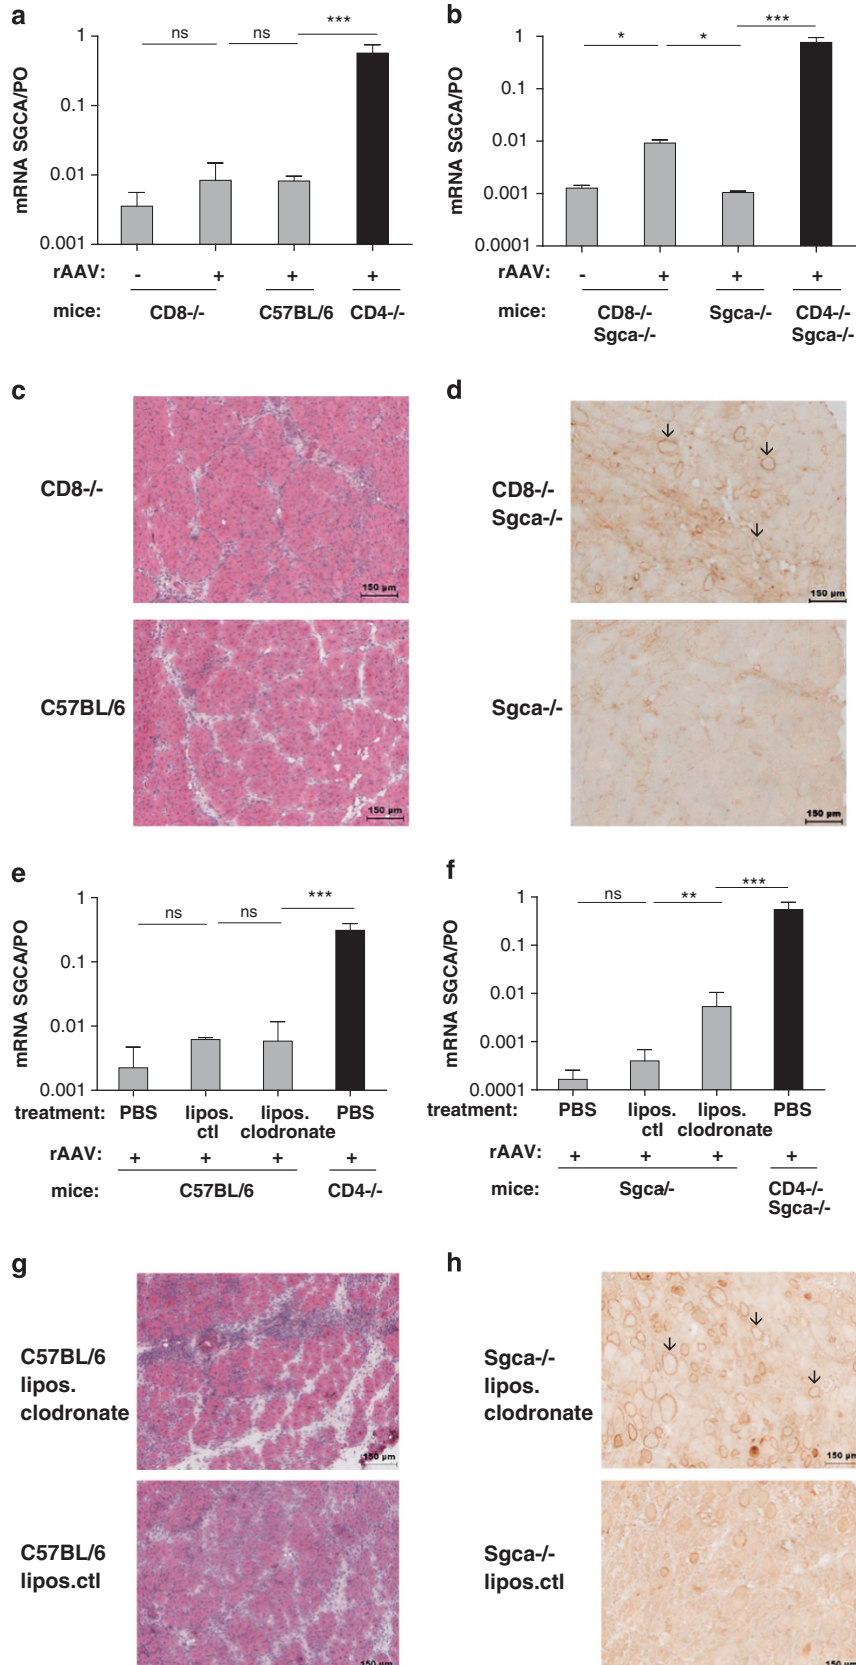 a
mRNA SGCA/PO
1
0.1
0.01
0.001
ns
ns
***
rAAV: - + + +
mice: CD8-/- C57BL/6 CD4-/-
b
mRNA SGCA/PO
1
0.1
0.01
0.001
0.0001
*
*
***
rAAV: - + + +
mice: CD8-/- Sgca-/- CD4-/-
Sgca-/- Sgca-/-
c
CD8-/-
150 µm
C57BL/6
150 µm
d
CD8-/-
Sgca-/-
150 µm
Sgca-/-
150 µm
e
mRNA SGCA/PO
1
0.1
0.01
0.001
ns
ns
***
treatment: PBS lipos. lipos. PBS
ctl clodronate
rAAV: + + + +
mice: C57BL/6 CD4-/-
f
mRNA SGCA/PO
1
0.1
0.01
0.001
0.0001
ns
**
***
treatment: PBS lipos. lipos. PBS
ctl clodronate
rAAV: + + + +
mice: Sgca-/- CD4-/-
Sgca-/-
g
C57BL/6
lipos.
clodronate
150 µm
C57BL/6
lipos.ctl
150 µm
h
Sgca-/-
lipos.
clodronate
150 µm
Sgca-/-
lipos.ctl
150 µm